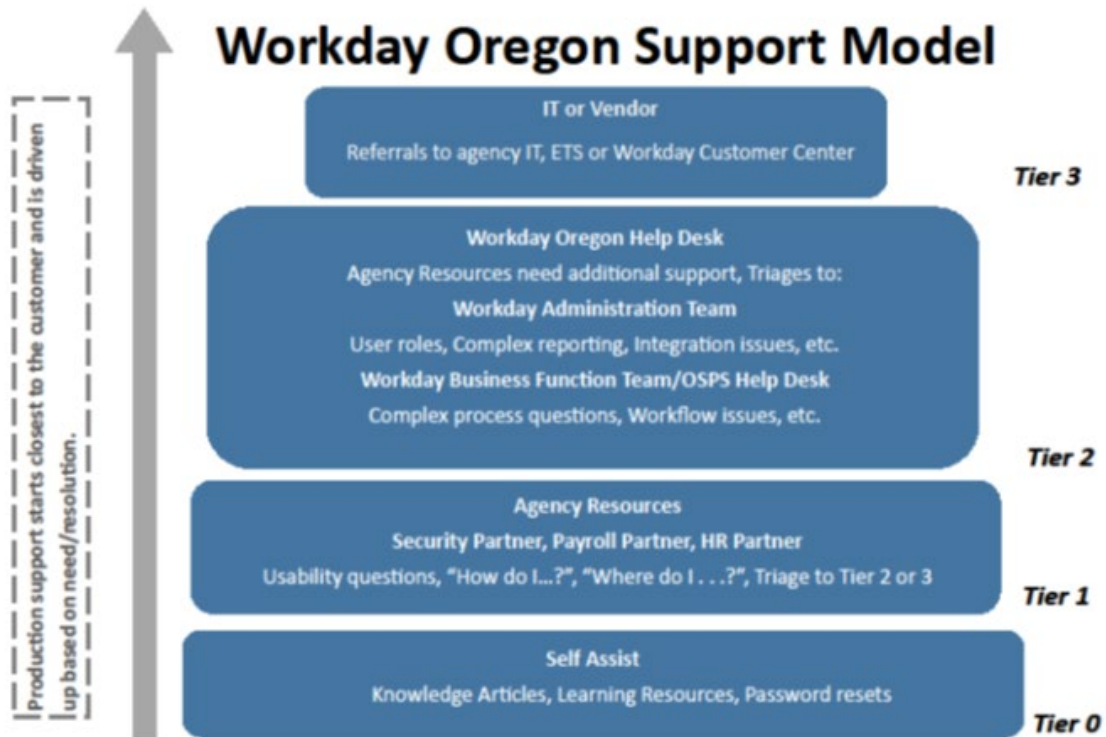 Workday Oregon Support Model
Production support starts closest to the customer and is driven
up based on need/resolution.
IT or Vendor
Referrals to agency IT, ETS or Workday Customer Center
Tier 3
Workday Oregon Help Desk
Agency Resources need additional support, Triages to:
Workday Administration Team
User roles, Complex reporting, Integration issues, etc.
Workday Business Function Team/OSPS Help Desk
Complex process questions, Workflow issues, etc.
Tier 2
Agency Resources
Security Partner, Payroll Partner, HR Partner
Usability questions, “How do I...?”, “Where do I . . .?”, Triage to Tier 2 or 3
Tier 1
Self Assist
Knowledge Articles, Learning Resources, Password resets
Tier 0